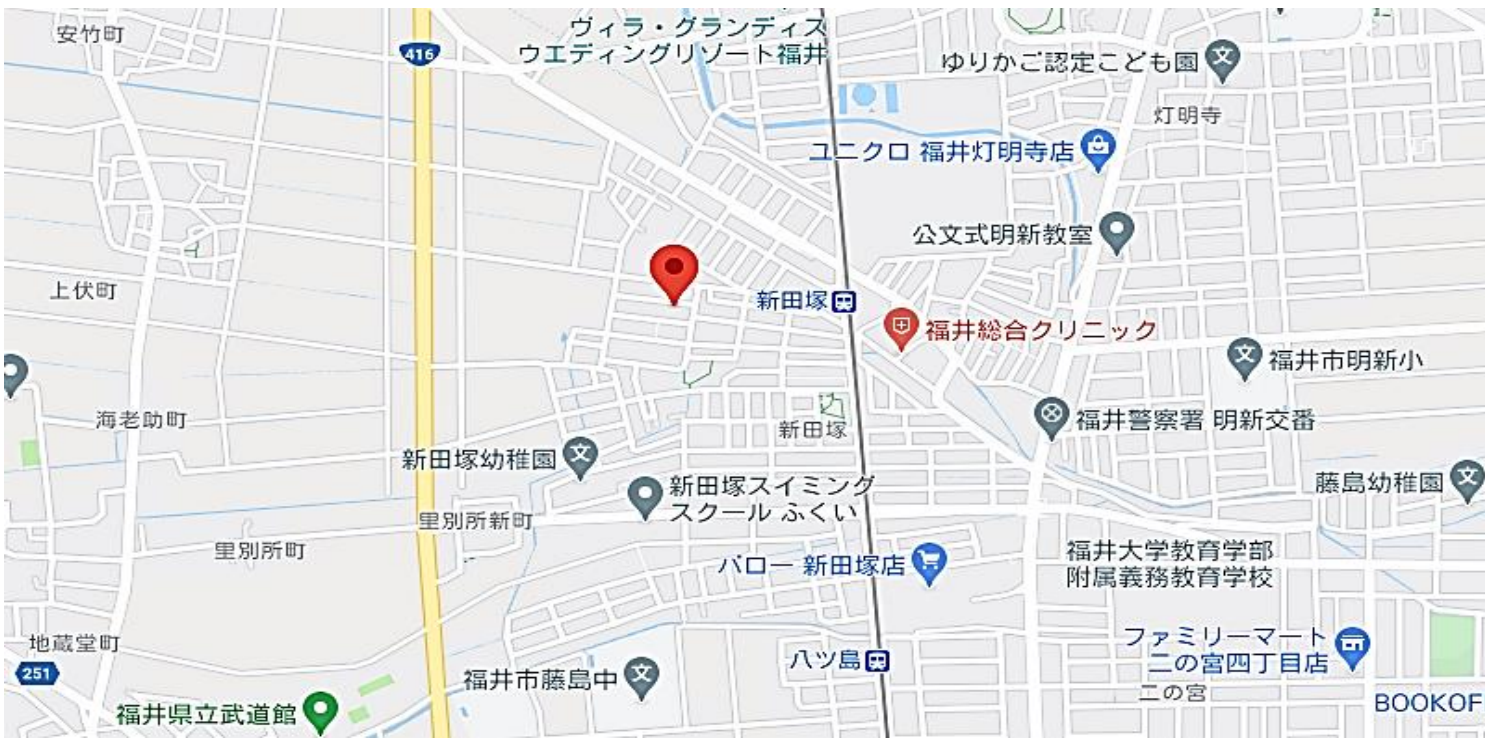 安竹町
416
ヴィラ・グランディス
ウエディングリゾート福井
ゆりかご認定こども園
文
灯明寺
ユニクロ 福井灯明寺店
公文式明新教室
上伏町
新田塚
福井総合クリニック
文
福井市明新小
海老助町
新田塚
福井警察署 明新交番
新田塚幼稚園
文
新田塚スイミング
スクール ふくい
藤島幼稚園
文
里別所新町
里別所町
バロー 新田塚店
福井大学教育学部
附属義務教育学校
地蔵堂町
251
八ツ島
ファミリーマート
二の宮四丁目店
福井市藤島中
文
二の宮
福井県立武道館
BOOKOF